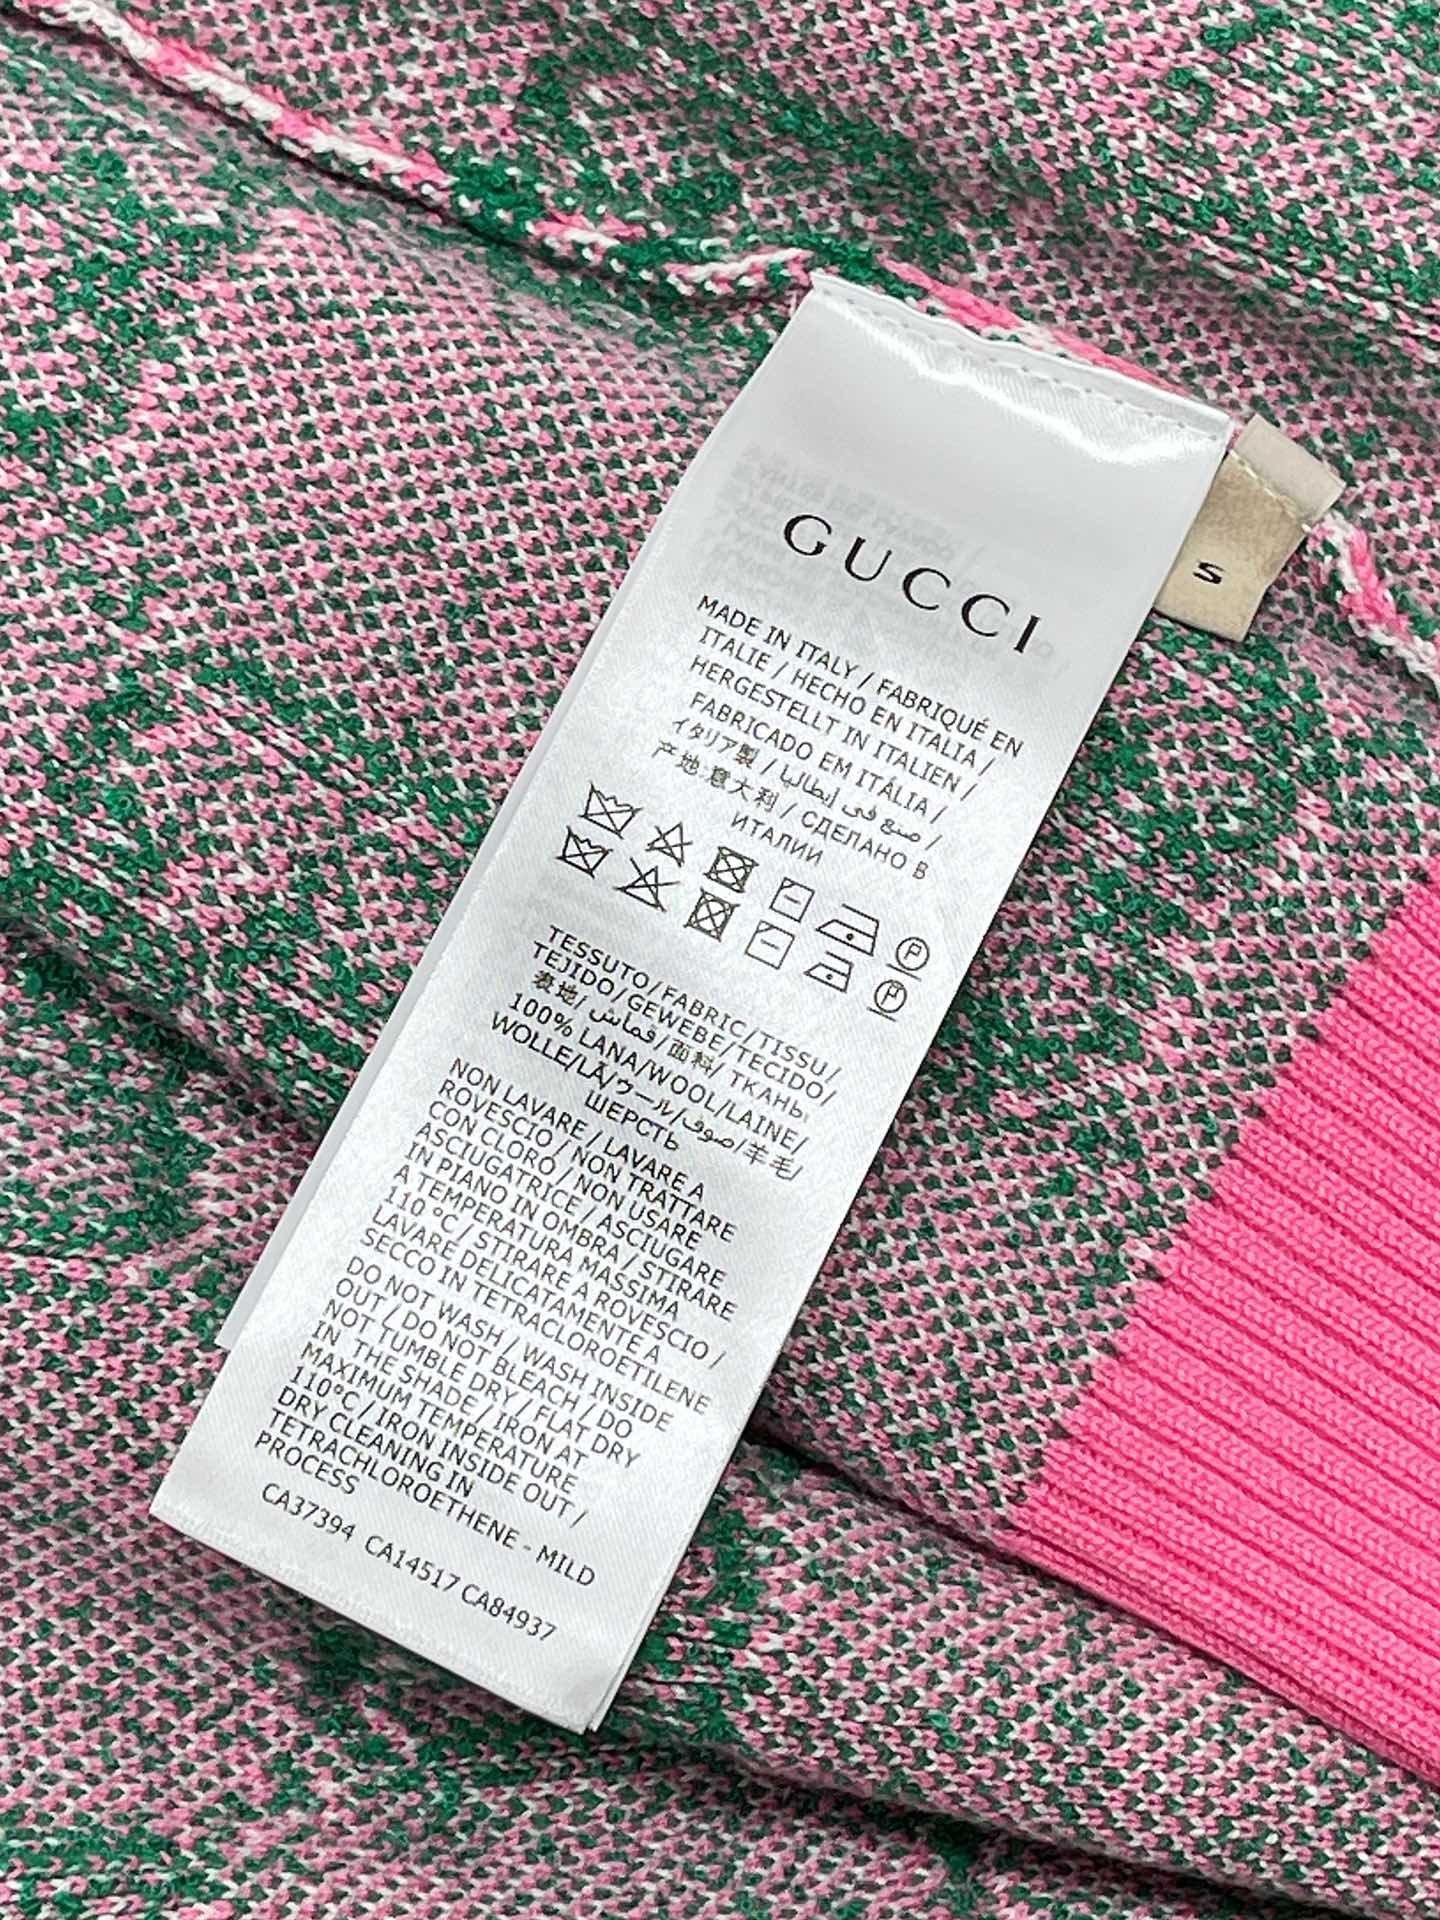 GUCCI
S
MADE IN ITALY / FABRIQUÉ EN
ITALIE / HECHO EN ITALIA /
HERGESTELLT IN ITALIEN /
FABRICADO EM ITÁLIA /
イタリア製 / صنع في إيطاليا /
产地:意大利 / СДЕЛАНО В
ИТАЛИИ
P
P
TESSUTO/FABRIC/TISSU/
TEJIDO/GEWEBE/TECIDO/
表地/قماش/面料/ТКАНЬ
100% LANA/WOOL/LAINE/
WOLLE/LÃ/ウール/صوف/羊毛/
ШЕРСТЬ
NON LAVARE / LAVARE A
ROVESCIO / NON TRATTARE
CON CLORO / NON USARE
ASCIUGATRICE / ASCIUGARE
IN PIANO IN OMBRA / STIRARE
A TEMPERATURA MASSIMA
110 °C / STIRARE A ROVESCIO /
LAVARE DELICATAMENTE A
SECCO IN TETRACLOROETILENE
DO NOT WASH / WASH INSIDE
OUT / DO NOT BLEACH / DO
NOT TUMBLE DRY / FLAT DRY
IN THE SHADE / IRON AT
MAXIMUM TEMPERATURE
110°C / IRON INSIDE OUT /
DRY CLEANING IN
TETRACHLOROETHENE - MILD
PROCESS
CA37394 CA14517 CA84937